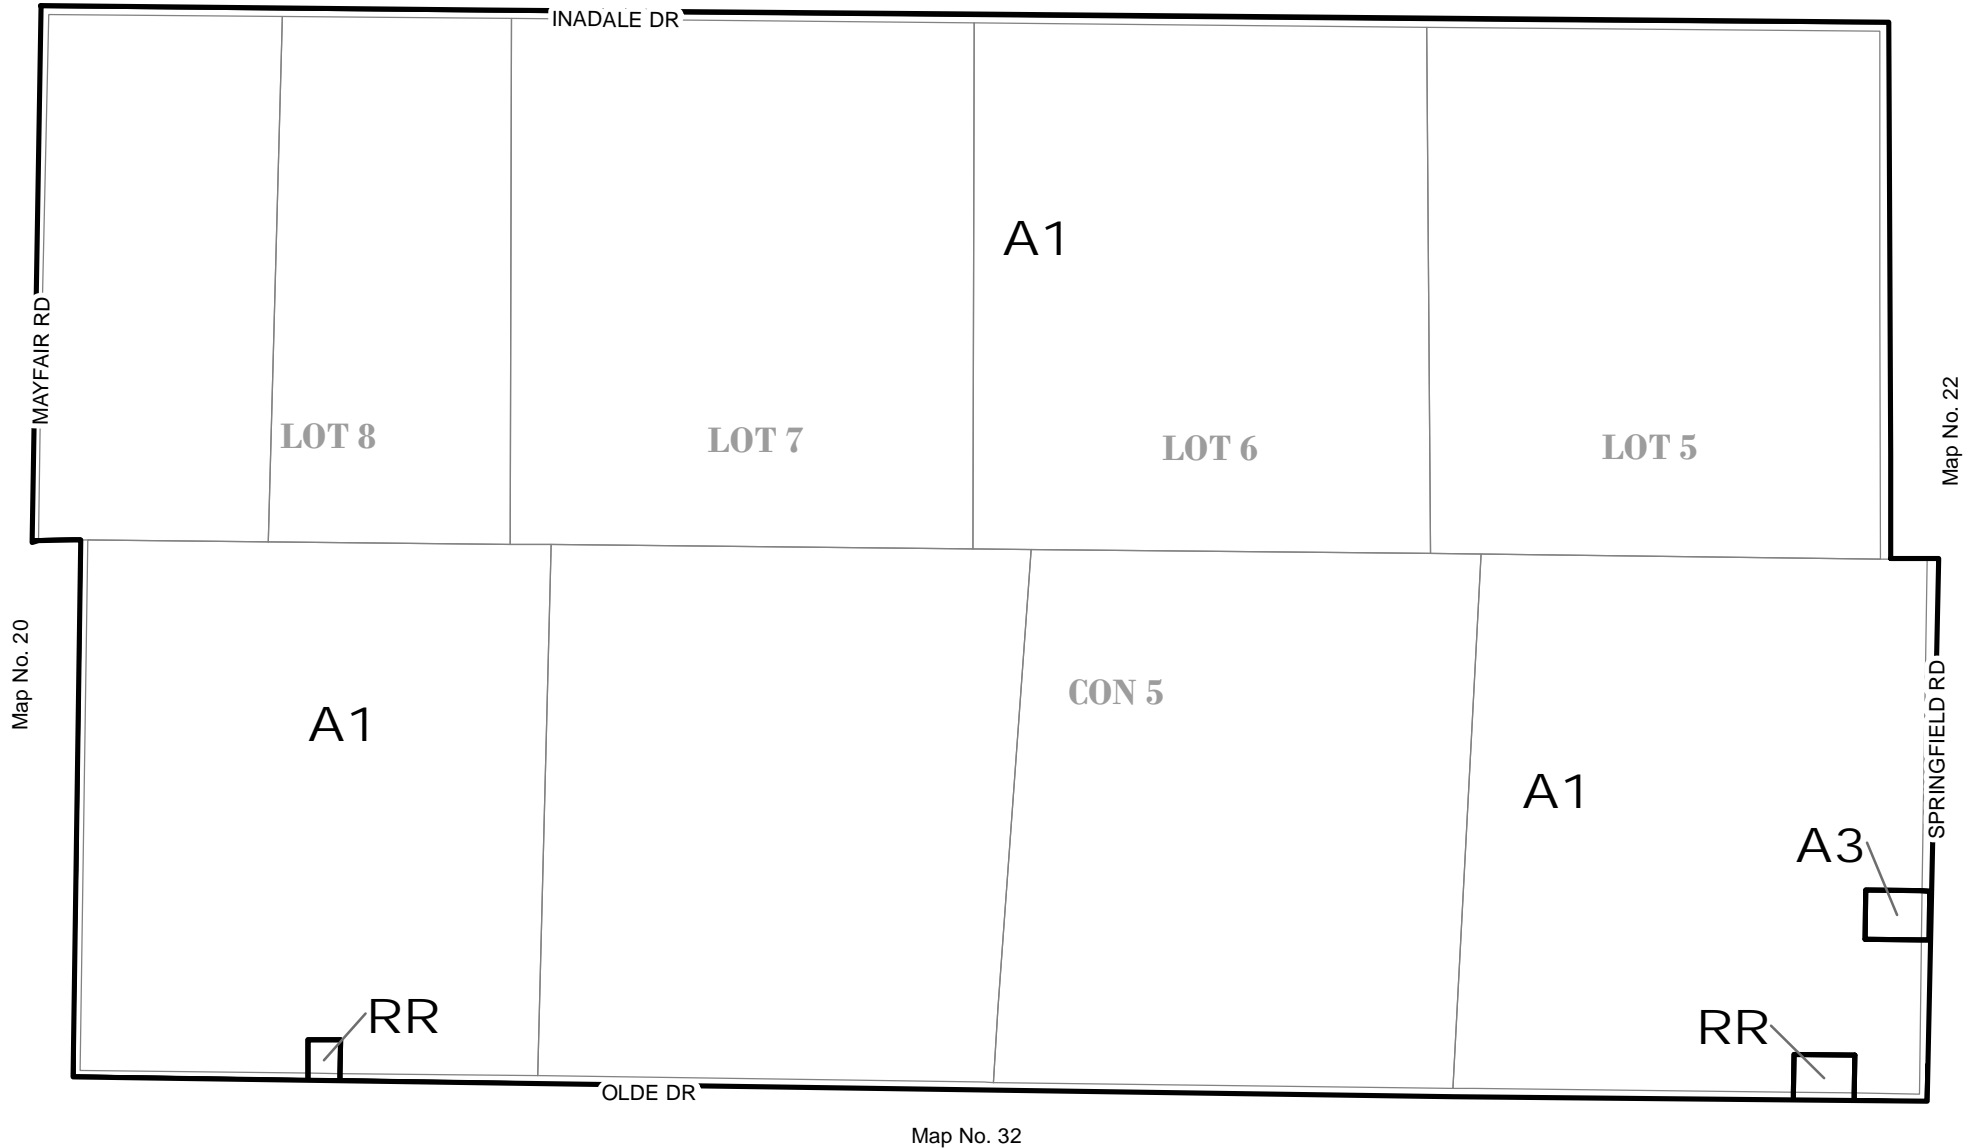 INADALE DR
A1
MAYFAIR RD
Map No. 22
LOT 8
LOT 7
LOT 6
LOT 5
Map No. 20
CON 5
A1
SPRINGFIELD RD
A1
A3
RR
RR
OLDE DR
Map No. 32